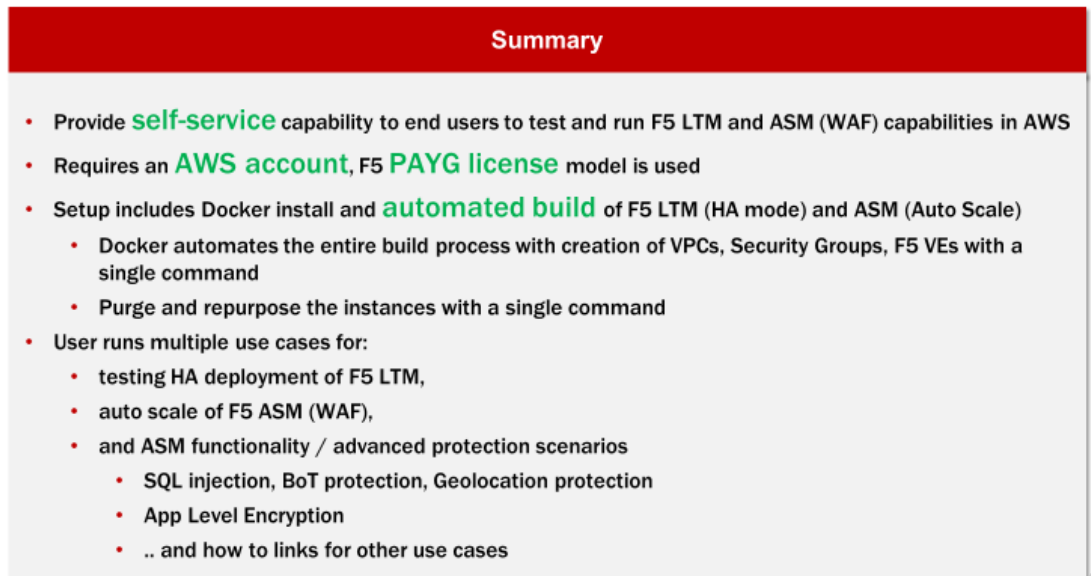 Summary
• Provide self-service capability to end users to test and run F5 LTM and ASM (WAF) capabilities in AWS
• Requires an AWS account, F5 PAYG license model is used
• Setup includes Docker install and automated build of F5 LTM (HA mode) and ASM (Auto Scale)
• Docker automates the entire build process with creation of VPCs, Security Groups, F5 VEs with a
single command
• Purge and repurpose the instances with a single command
• User runs multiple use cases for:
• testing HA deployment of F5 LTM,
• auto scale of F5 ASM (WAF),
• and ASM functionality / advanced protection scenarios
• SQL injection, BoT protection, Geolocation protection
• App Level Encryption
• .. and how to links for other use cases